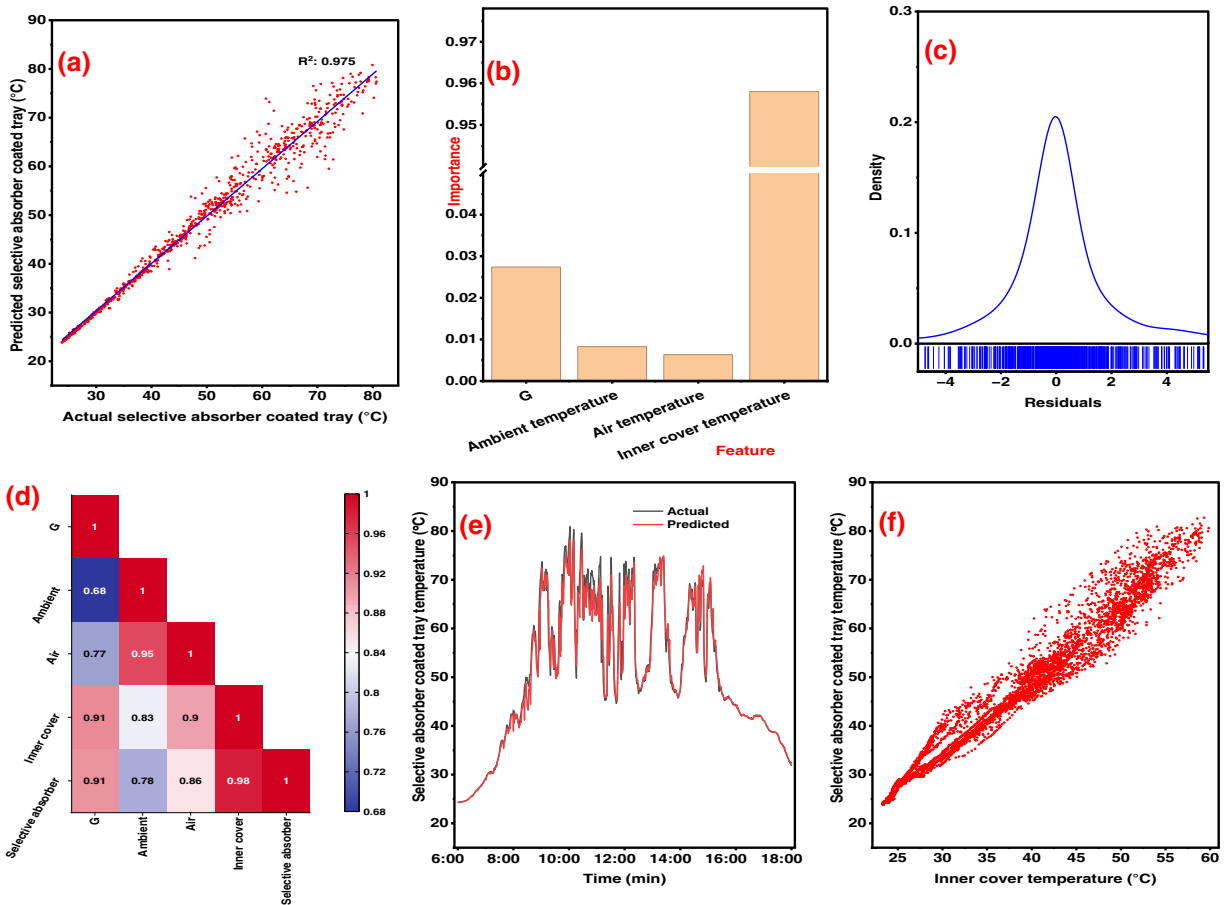 (a)
R²: 0.975
90
80
70
60
50
40
30
20
30
40
50
60
70
80
Predicted selective absorber coated tray (°C)
Actual selective absorber coated tray (°C)
(b)
0.97
0.96
0.95
0.04
0.03
0.02
0.01
0.00
Importance
G
Ambient temperature
Air temperature
Inner cover temperature
Feature
(c)
0.3
0.2
0.1
0.0
Density
−4
−2
0
2
4
Residuals
(d)
G
Ambient
Air
Inner cover
Selective absorber
1
0.68
1
0.77
0.95
1
0.91
0.83
0.9
1
0.91
0.78
0.86
0.98
1
G
Ambient
Air
Inner cover
Selective absorber
1
0.96
0.92
0.88
0.84
0.8
0.76
0.72
0.68
(e)
Actual
Predicted
90
80
70
60
50
40
30
20
Selective absorber coated tray temperature (°C)
6:00
8:00
10:00
12:00
14:00
16:00
18:00
Time (min)
(f)
90
80
70
60
50
40
30
20
Selective absorber coated tray temperature (°C)
25
30
35
40
45
50
55
60
Inner cover temperature (°C)